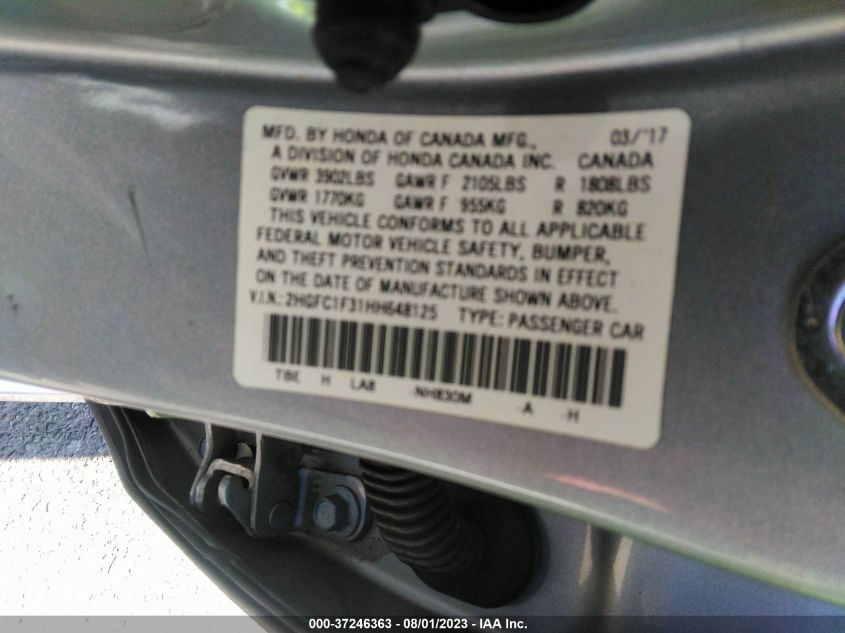 MFD. BY HONDA OF CANADA MFG., 03/'17
A DIVISION OF HONDA CANADA INC. CANADA
GVWR 3902LBS GAWR F 2105LBS R 1808LBS
GVWR 1770KG GAWR F 955KG R 820KG
THIS VEHICLE CONFORMS TO ALL APPLICABLE
FEDERAL MOTOR VEHICLE SAFETY, BUMPER,
AND THEFT PREVENTION STANDARDS IN EFFECT
ON THE DATE OF MANUFACTURE SHOWN ABOVE.
V.I.N.: 2HGFC1F31HH648125 TYPE: PASSENGER CAR
TBE H LAB -NH830M -A -H
000-37246363 - 08/01/2023 - IAA Inc.